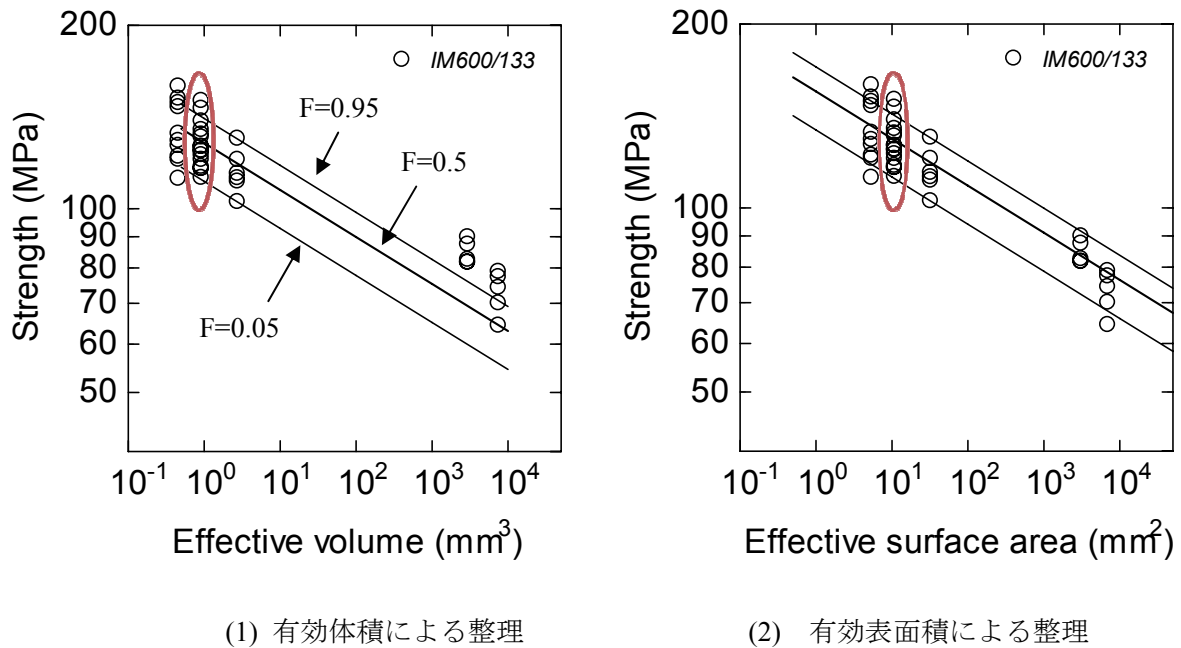 200
100
90
80
70
60
50
Strength (MPa)
IM600/133
F=0.95
F=0.5
F=0.05
10⁻¹ 10⁰ 10¹ 10² 10³ 10⁴
Effective volume (mm³)
(1) 有効体積による整理
200
100
90
80
70
60
50
Strength (MPa)
IM600/133
10⁻¹ 10⁰ 10¹ 10² 10³ 10⁴
Effective surface area (mm²)
(2) 有効表面積による整理